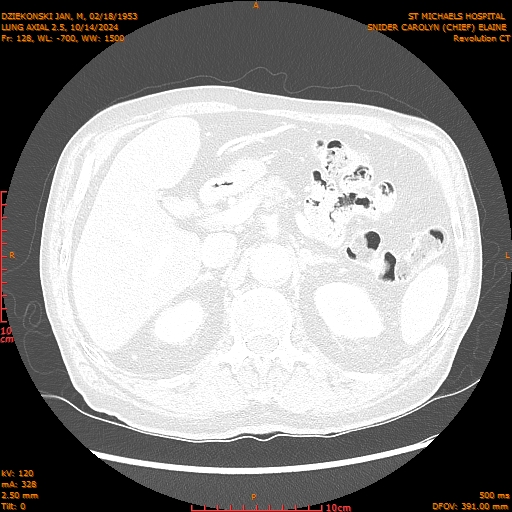 DZIEKONSKI JAN, M, 02/18/1953
LUNG AXIAL 2.5, 10/14/2024
Fr: 128, WL: -700, WW: 1500
A
ST MICHAELS HOSPITAL
SNIDER CAROLYN (CHIEF) ELAINE
Revolution CT
R
L
10
cm
kV: 120
mA: 328
2.50 mm
Tilt: 0
P
10cm
500 ms
DFOV: 391.00 mm